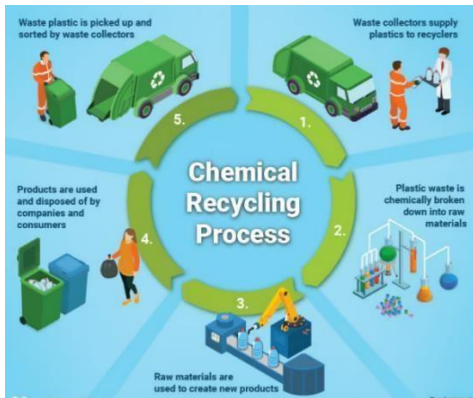 Waste plastic is picked up and
sorted by waste collectors
Waste collectors supply
plastics to recyclers
5.
1.
Chemical
Recycling
Process
Products are used
and disposed of by
companies and
consumers
Plastic waste is
chemically broken
down into raw
materials
4.
2.
3.
Raw materials are
used to create new products